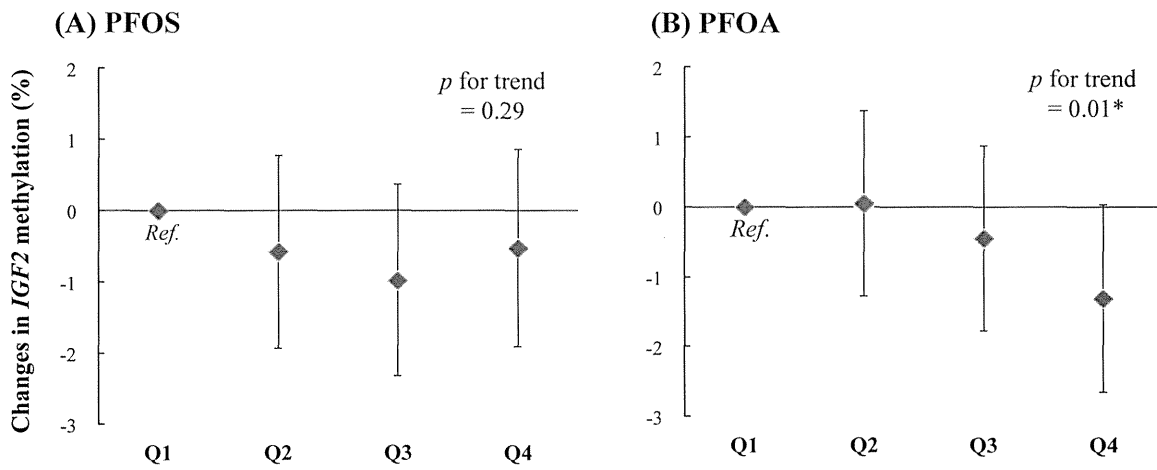 (A) PFOS
Changes in IGF2 methylation (%)
2
1
0
-1
-2
-3
p for trend
= 0.29
Ref.
Q1 Q2 Q3 Q4
(B) PFOA
2
1
0
-1
-2
-3
p for trend
= 0.01*
Ref.
Q1 Q2 Q3 Q4